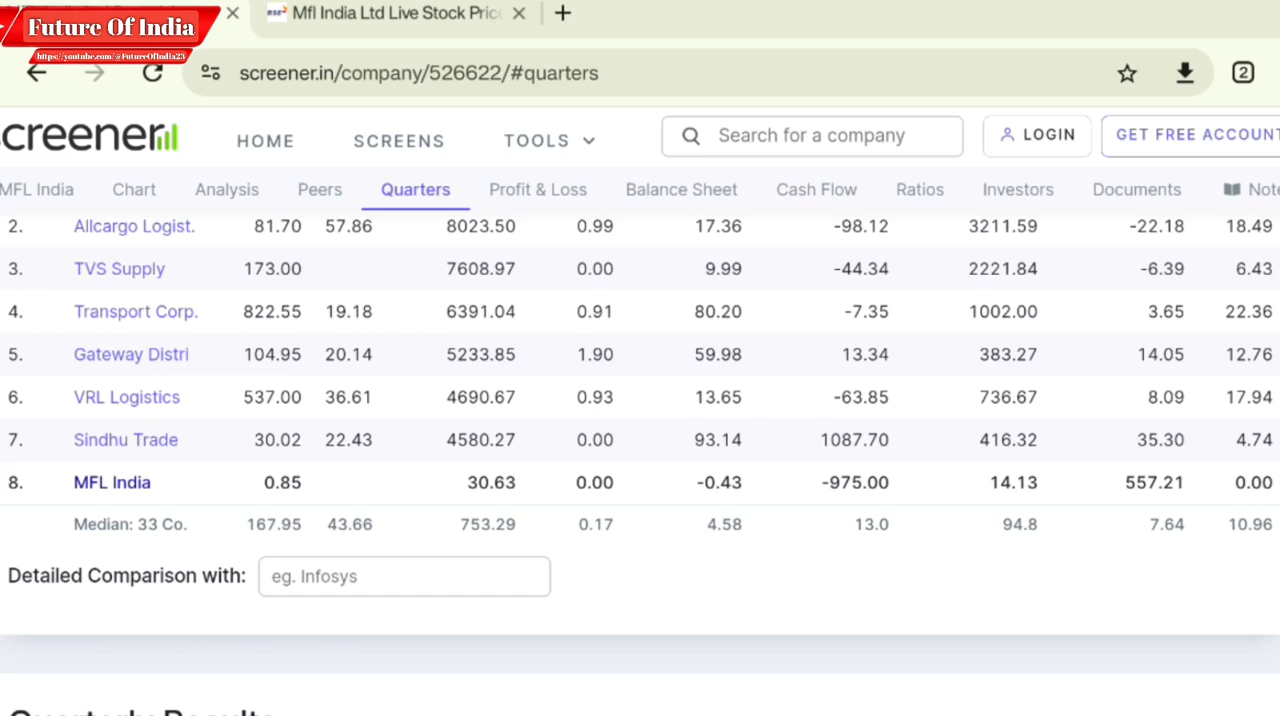 Future Of India
https://youtube.com/@FutureOfIndia23
Mfl India Ltd Live Stock Pric
screener.in/company/526622/#quarters
2
creener
HOME SCREENS TOOLS Search for a company LOGIN GET FREE ACCOUNT
MFL India Chart Analysis Peers Quarters Profit & Loss Balance Sheet Cash Flow Ratios Investors Documents Note
2. Allcargo Logist. 81.70 57.86 8023.50 0.99 17.36 -98.12 3211.59 -22.18 18.49
3. TVS Supply 173.00 7608.97 0.00 9.99 -44.34 2221.84 -6.39 6.43
4. Transport Corp. 822.55 19.18 6391.04 0.91 80.20 -7.35 1002.00 3.65 22.36
5. Gateway Distri 104.95 20.14 5233.85 1.90 59.98 13.34 383.27 14.05 12.76
6. VRL Logistics 537.00 36.61 4690.67 0.93 13.65 -63.85 736.67 8.09 17.94
7. Sindhu Trade 30.02 22.43 4580.27 0.00 93.14 1087.70 416.32 35.30 4.74
8. MFL India 0.85 30.63 0.00 -0.43 -975.00 14.13 557.21 0.00
Median: 33 Co. 167.95 43.66 753.29 0.17 4.58 13.0 94.8 7.64 10.96
Detailed Comparison with: eg. Infosys
Quarterly Results